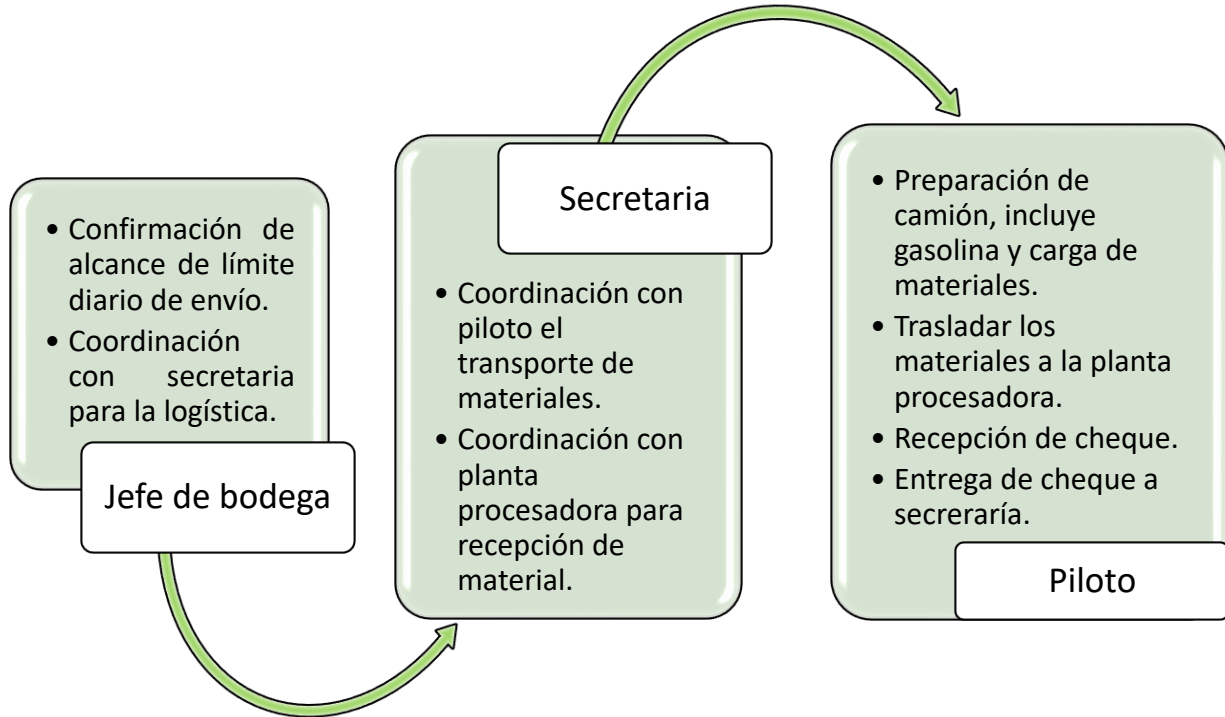 • Confirmación de
alcance de límite
diario de envío.
• Coordinación
con secretaria
para la logística.
Jefe de bodega
Secretaria
• Coordinación con
piloto el
transporte de
materiales.
• Coordinación con
planta
procesadora para
recepción de
material.
• Preparación de
camión, incluye
gasolina y carga de
materiales.
• Trasladar los
materiales a la planta
procesadora.
• Recepción de cheque.
• Entrega de cheque a
secreraría.
Piloto